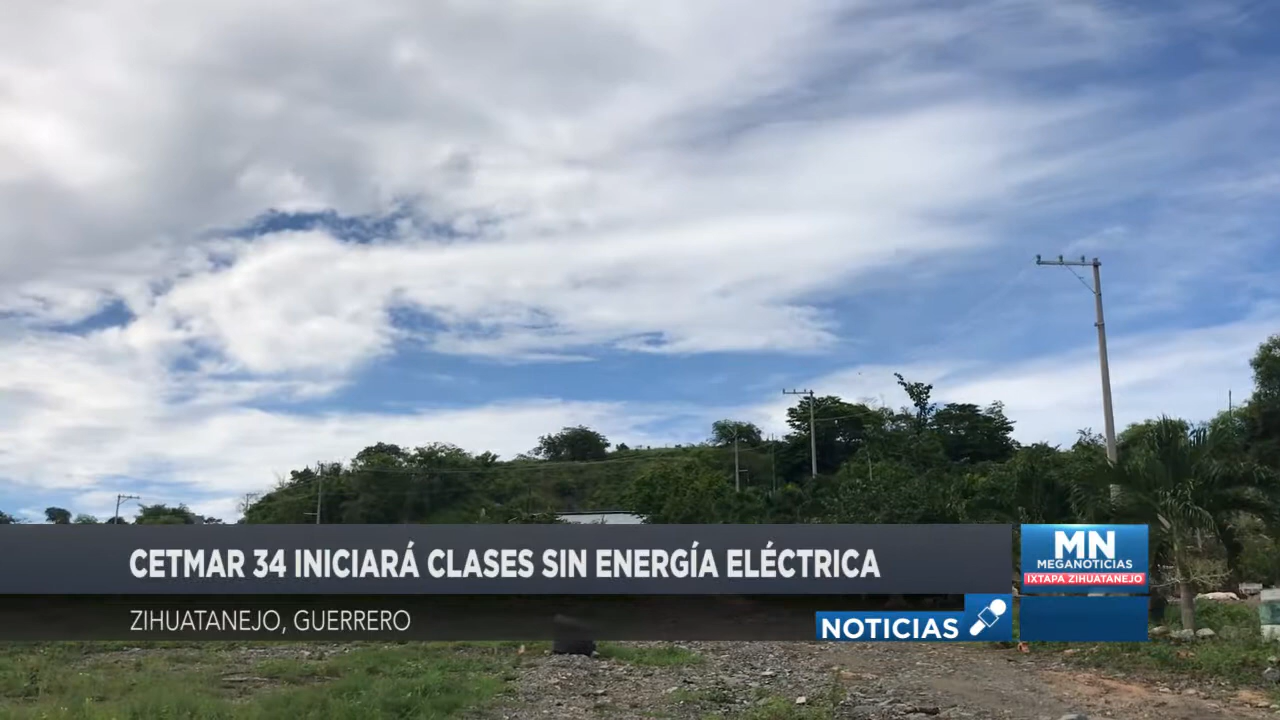 CETMAR 34 INICIARÁ CLASES SIN ENERGÍA ELÉCTRICA
MN
MEGANOTICIAS
IXTAPA ZIHUATANEJO
ZIHUATANEJO, GUERRERO
NOTICIAS